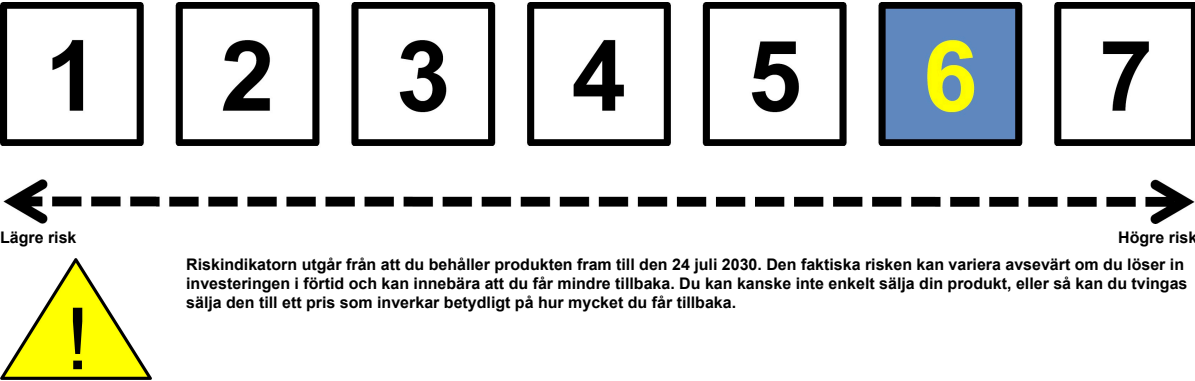 1 2 3 4 5 6 7
Lägre risk Högre risk
Riskindikatorn utgår från att du behåller produkten fram till den 24 juli 2030. Den faktiska risken kan variera avsevärt om du löser in
investeringen i förtid och kan innebära att du får mindre tillbaka. Du kan kanske inte enkelt sälja din produkt, eller så kan du tvingas
sälja den till ett pris som inverkar betydligt på hur mycket du får tillbaka.
!